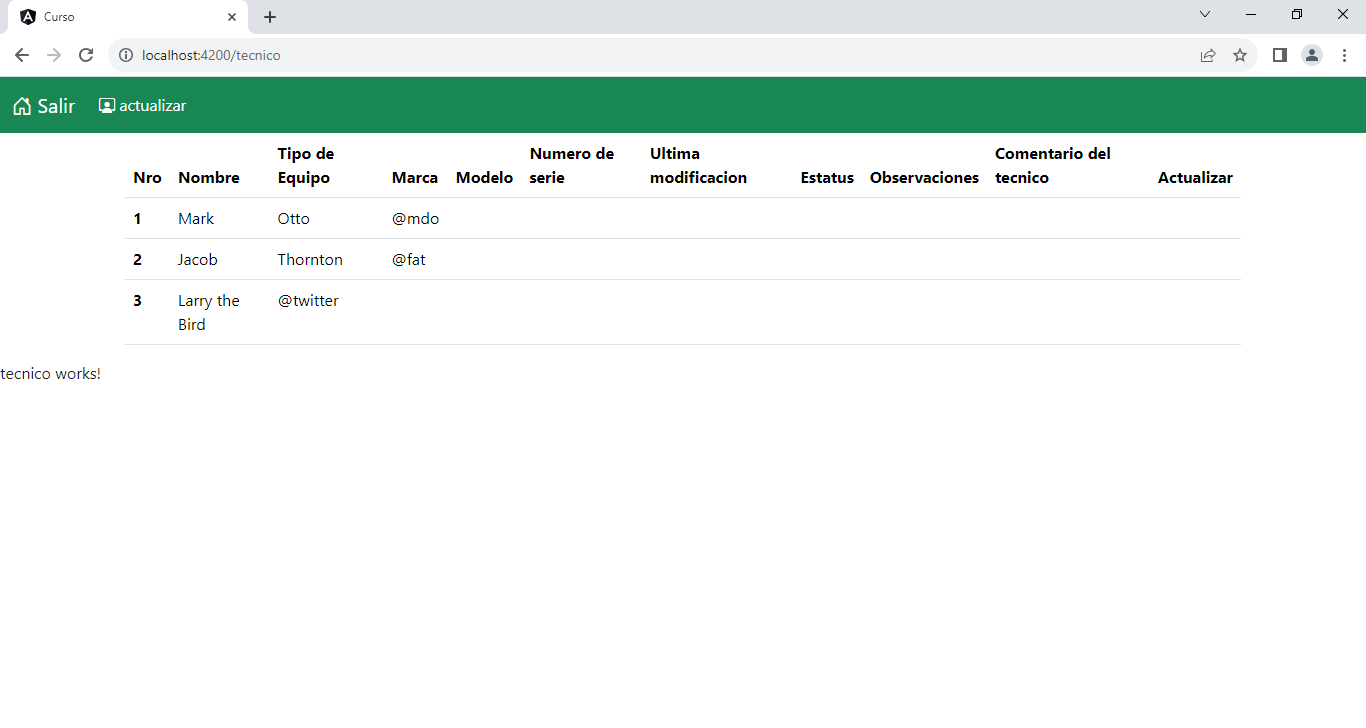 Curso
localhost:4200/tecnico
Salir actualizar
Nro Nombre Tipo de Equipo Marca Modelo Numero de serie Ultima modificacion Estatus Observaciones Comentario del tecnico Actualizar
1 Mark Otto @mdo
2 Jacob Thornton @fat
3 Larry the Bird @twitter
tecnico works!